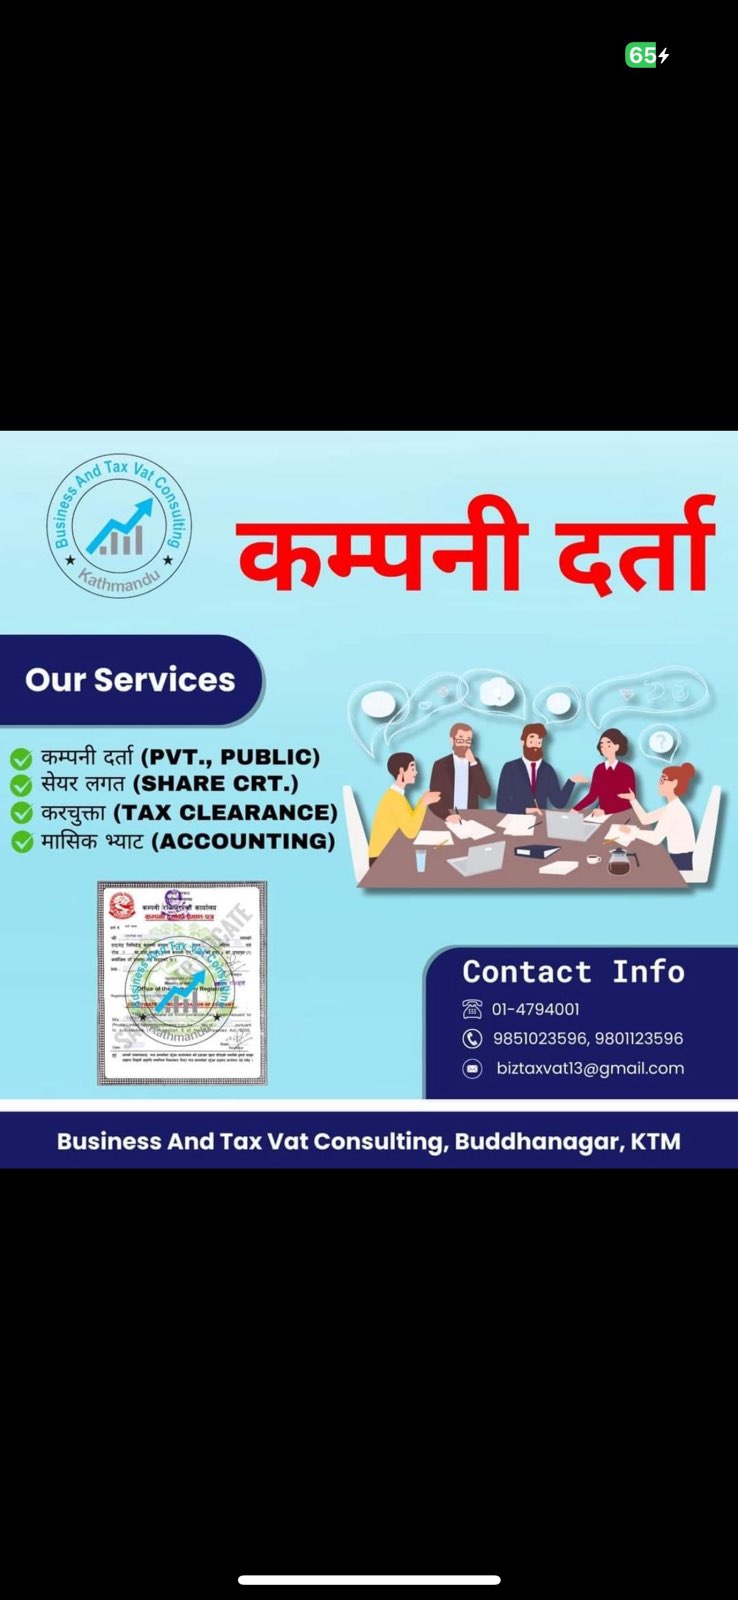 65
Business And Tax Vat Consulting
Kathmandu
कम्पनी दर्ता
Our Services
कम्पनी दर्ता (PVT., PUBLIC)
सेयर लगत (SHARE CRT.)
करचुक्ता (TAX CLEARANCE)
मासिक भ्याट (ACCOUNTING)
Contact Info
01-4794001
9851023596, 9801123596
biztaxvat13@gmail.com
Business And Tax Vat Consulting, Buddhanagar, KTM